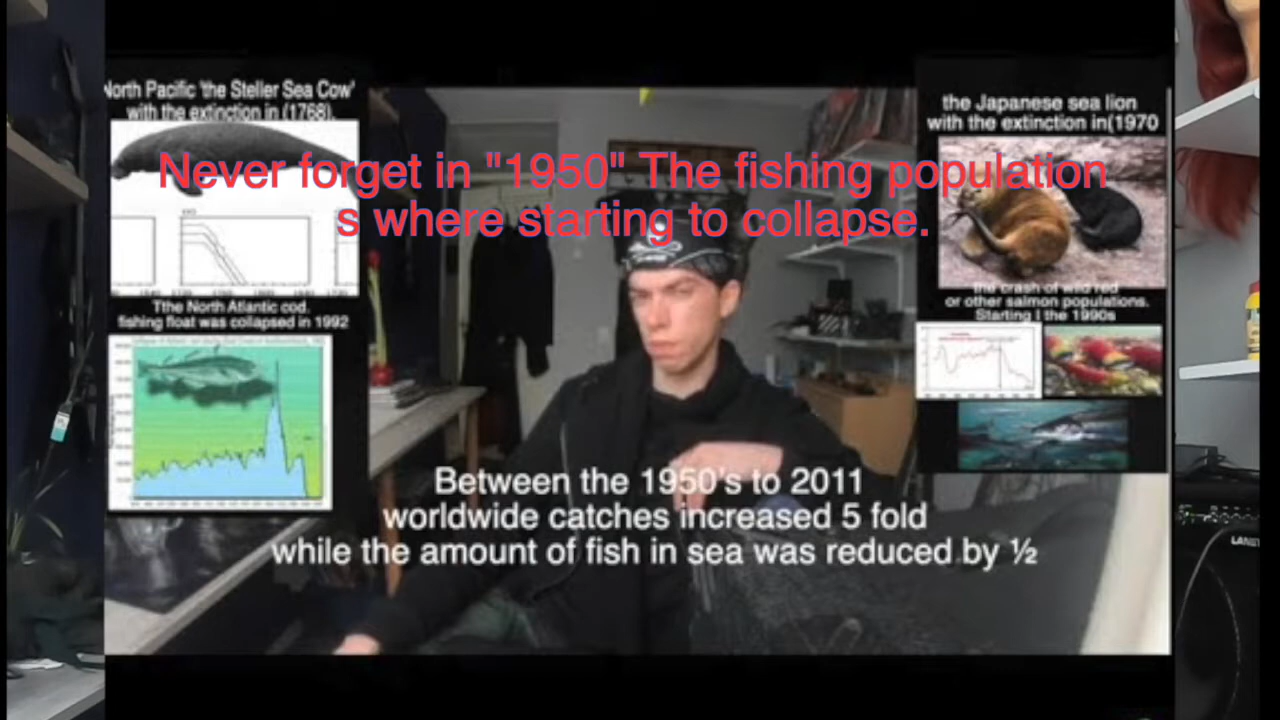 North Pacific 'the Steller Sea Cow'
with the extinction in (1768).
the Japanese sea lion
with the extinction in(1970
Never forget in "1950" The fishing population
s where starting to collapse.
Tthe North Atlantic cod.
fishing float was collapsed in 1992
the crash of wild red
or other salmon populations.
Starting I the 1990s
Between the 1950's to 2011
worldwide catches increased 5 fold
while the amount of fish in sea was reduced by ½